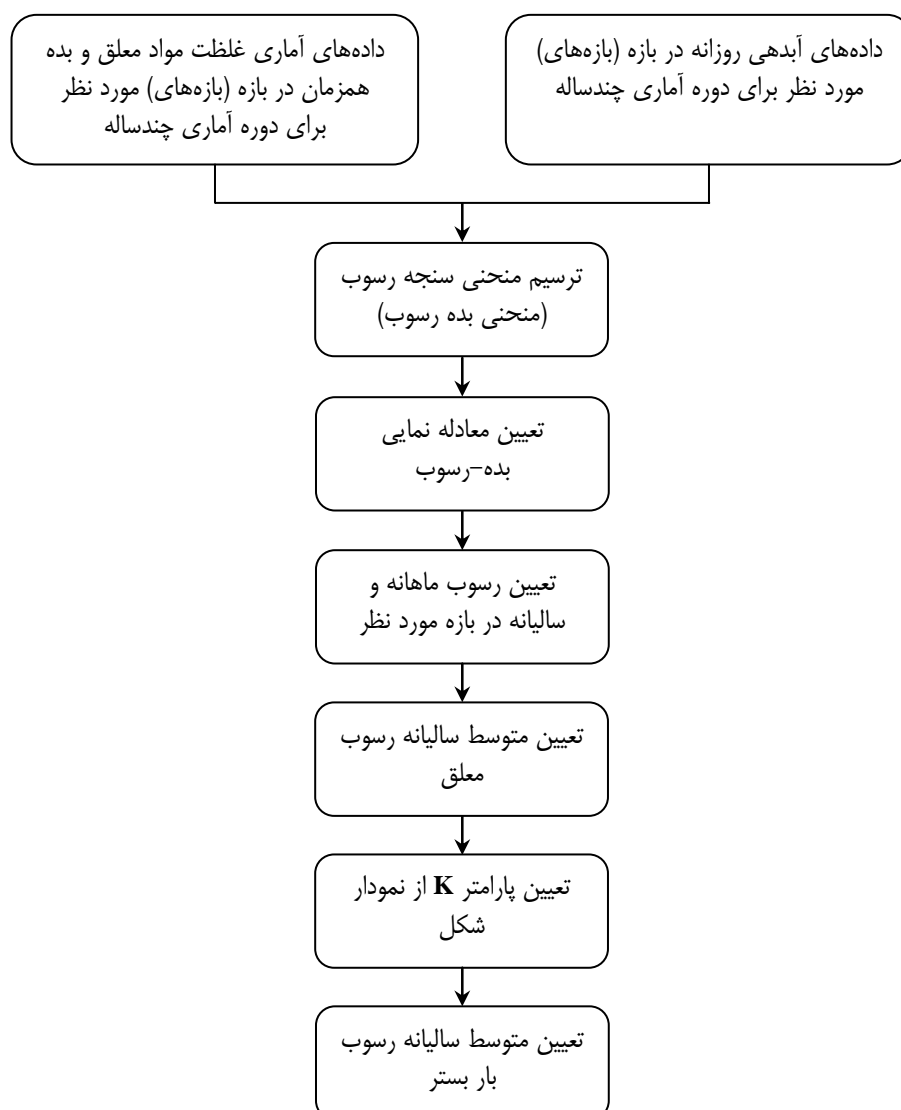 داده‌های آبدهی روزانه در بازه (بازه‌های)
مورد نظر برای دوره آماری چندساله
داده‌های آماری غلظت مواد معلق و بده
همزمان در بازه (بازه‌های) مورد نظر
برای دوره آماری چندساله
ترسیم منحنی سنجه رسوب
(منحنی بده رسوب)
تعیین معادله نمایی
بده–رسوب
تعیین رسوب ماهانه و
سالیانه در بازه مورد نظر
تعیین متوسط سالیانه رسوب
معلق
تعیین پارامتر K از نمودار
شکل
تعیین متوسط سالیانه رسوب
بار بستر